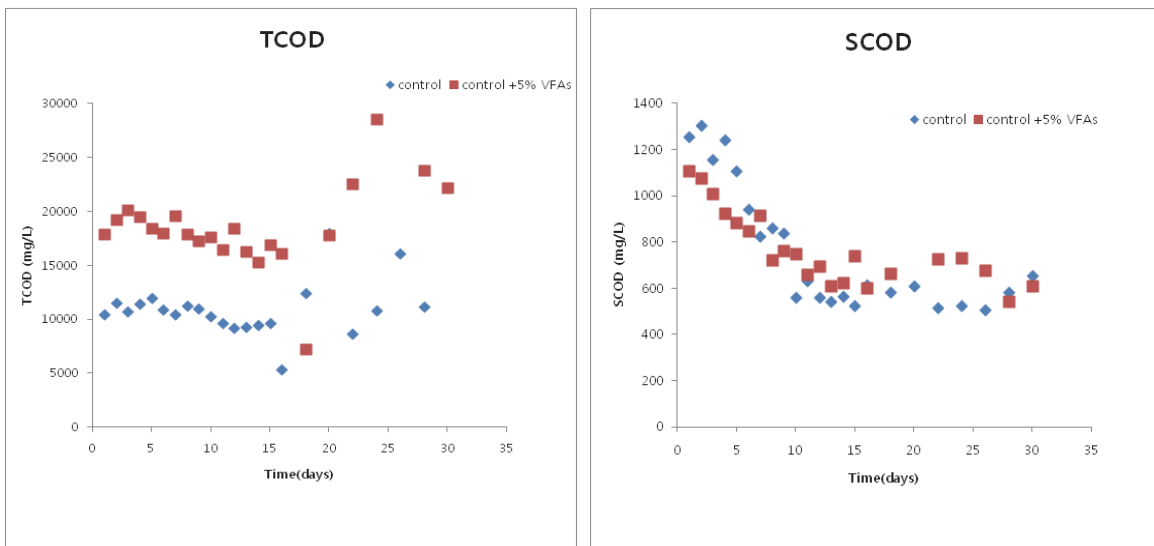 TCOD
control control +5% VFAs
30000
25000
20000
15000
10000
5000
0
TCOD (mg/L)
0 5 10 15 20 25 30 35
Time(days)
SCOD
control control +5% VFAs
1400
1200
1000
800
600
400
200
0
SCOD (mg/L)
0 5 10 15 20 25 30 35
Time(days)